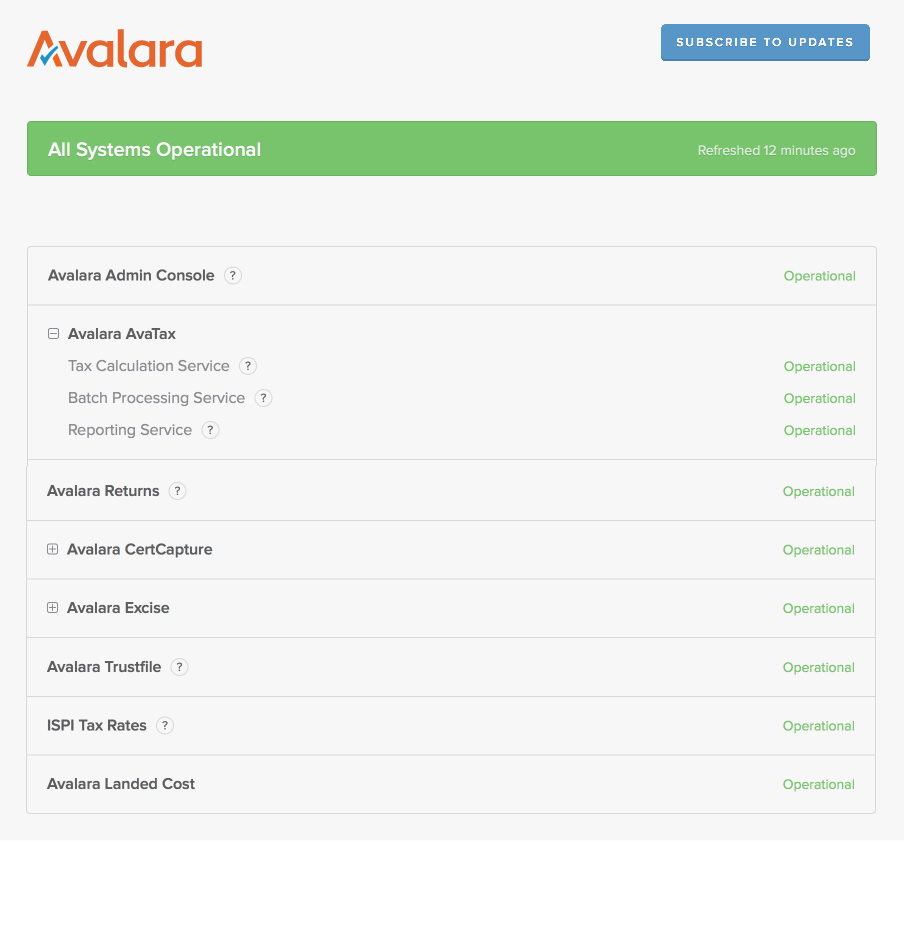 Avalara
SUBSCRIBE TO UPDATES
All Systems Operational
Refreshed 12 minutes ago
Avalara Admin Console ? Operational
Avalara AvaTax
Tax Calculation Service ? Operational
Batch Processing Service ? Operational
Reporting Service ? Operational
Avalara Returns ? Operational
Avalara CertCapture Operational
Avalara Excise Operational
Avalara Trustfile ? Operational
ISPI Tax Rates ? Operational
Avalara Landed Cost Operational